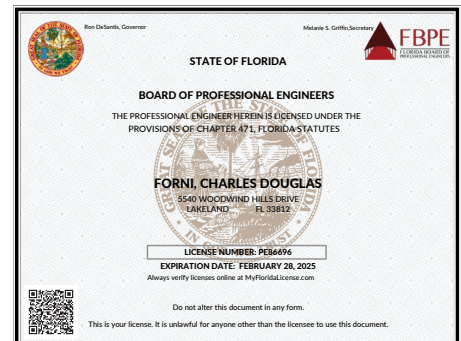 Ron DeSantis, Governor
Melanie S. Griffin,Secretary
FBPE
FLORIDA BOARD OF
PROFESSIONAL ENGINEERS
STATE OF FLORIDA
BOARD OF PROFESSIONAL ENGINEERS
THE PROFESSIONAL ENGINEER HEREIN IS LICENSED UNDER THE
PROVISIONS OF CHAPTER 471, FLORIDA STATUTES
FORNI, CHARLES DOUGLAS
5540 WOODWIND HILLS DRIVE
LAKELAND FL 33812
LICENSE NUMBER: PE86696
EXPIRATION DATE: FEBRUARY 28, 2025
Always verify licenses online at MyFloridaLicense.com
Do not alter this document in any form.
This is your license. It is unlawful for anyone other than the licensee to use this document.